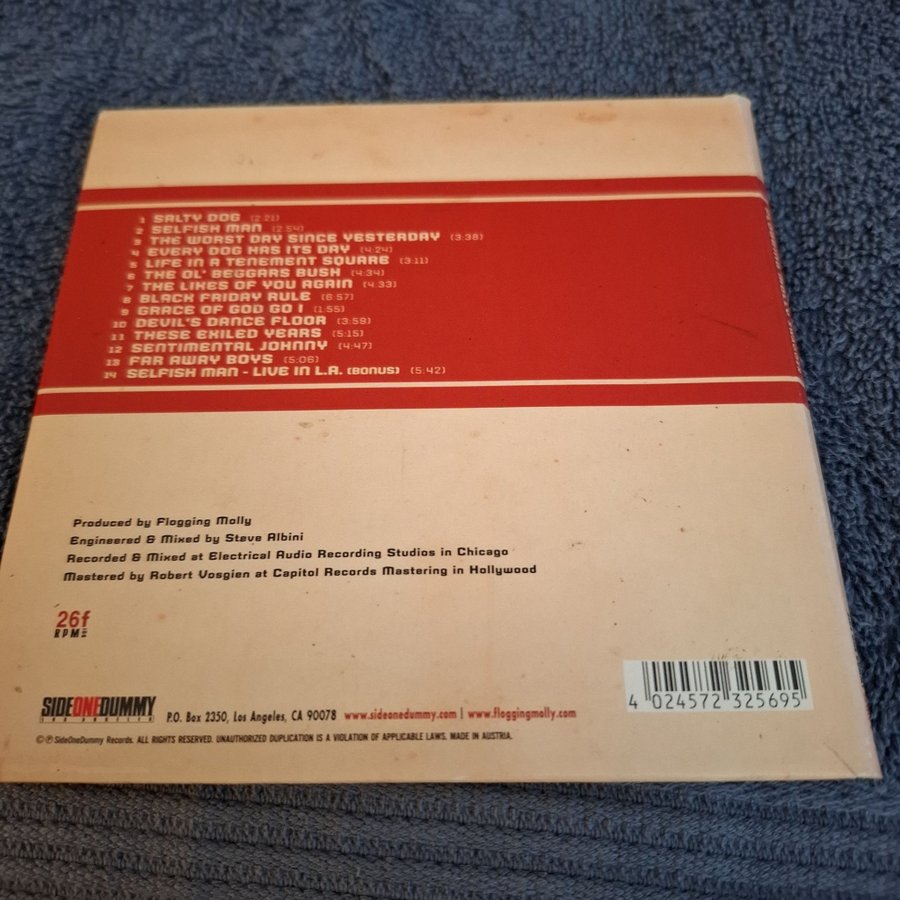 1 SALTY DOG (2:21)
2 SELFISH MAN (2:54)
3 THE WORST DAY SINCE YESTERDAY (3:38)
4 EVERY DOG HAS ITS DAY (4:24)
5 LIFE IN A TENEMENT SQUARE (3:11)
6 THE OL' BEGGARS BUSH (4:34)
7 THE LIKES OF YOU AGAIN (4:33)
8 BLACK FRIDAY RULE (6:57)
9 GRACE OF GOD GO I (1:55)
10 DEVIL'S DANCE FLOOR (3:59)
11 THESE EXILED YEARS (5:15)
12 SENTIMENTAL JOHNNY (4:47)
13 FAR AWAY BOYS (5:06)
14 SELFISH MAN - LIVE IN L.A. (BONUS) (5:42)
Produced by Flogging Molly
Engineered & Mixed by Steve Albini
Recorded & Mixed at Electrical Audio Recording Studios in Chicago
Mastered by Robert Vosgien at Capitol Records Mastering in Hollywood
26f
RPM
SIDEONEDUMMY
LOS ANGELES
P.O. Box 2350, Los Angeles, CA 90078 www.sideonedummy.com | www.floggingmolly.com
©℗ SideOneDummy Records. ALL RIGHTS RESERVED. UNAUTHORIZED DUPLICATION IS A VIOLATION OF APPLICABLE LAWS. MADE IN AUSTRIA.
4 024572 325695